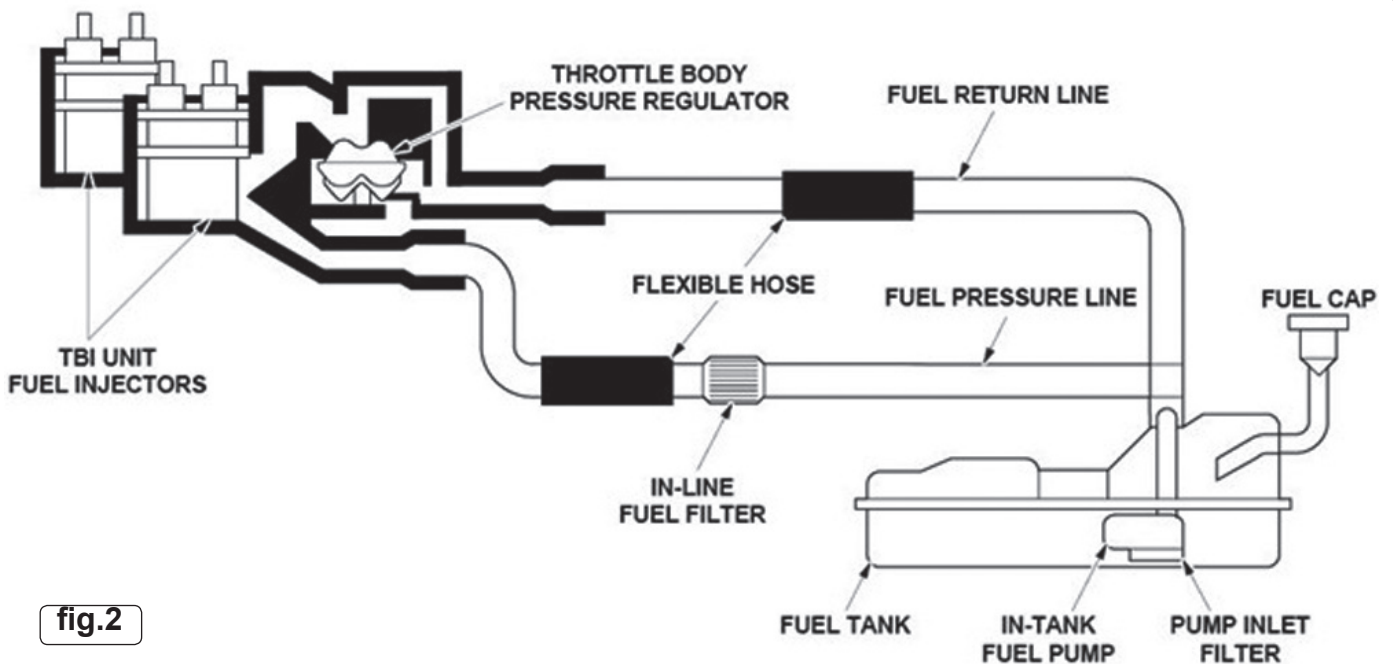 THROTTLE BODY
PRESSURE REGULATOR
FUEL RETURN LINE
FLEXIBLE HOSE
FUEL PRESSURE LINE
FUEL CAP
TBI UNIT
FUEL INJECTORS
IN-LINE
FUEL FILTER
FUEL TANK
IN-TANK
FUEL PUMP
PUMP INLET
FILTER
fig.2